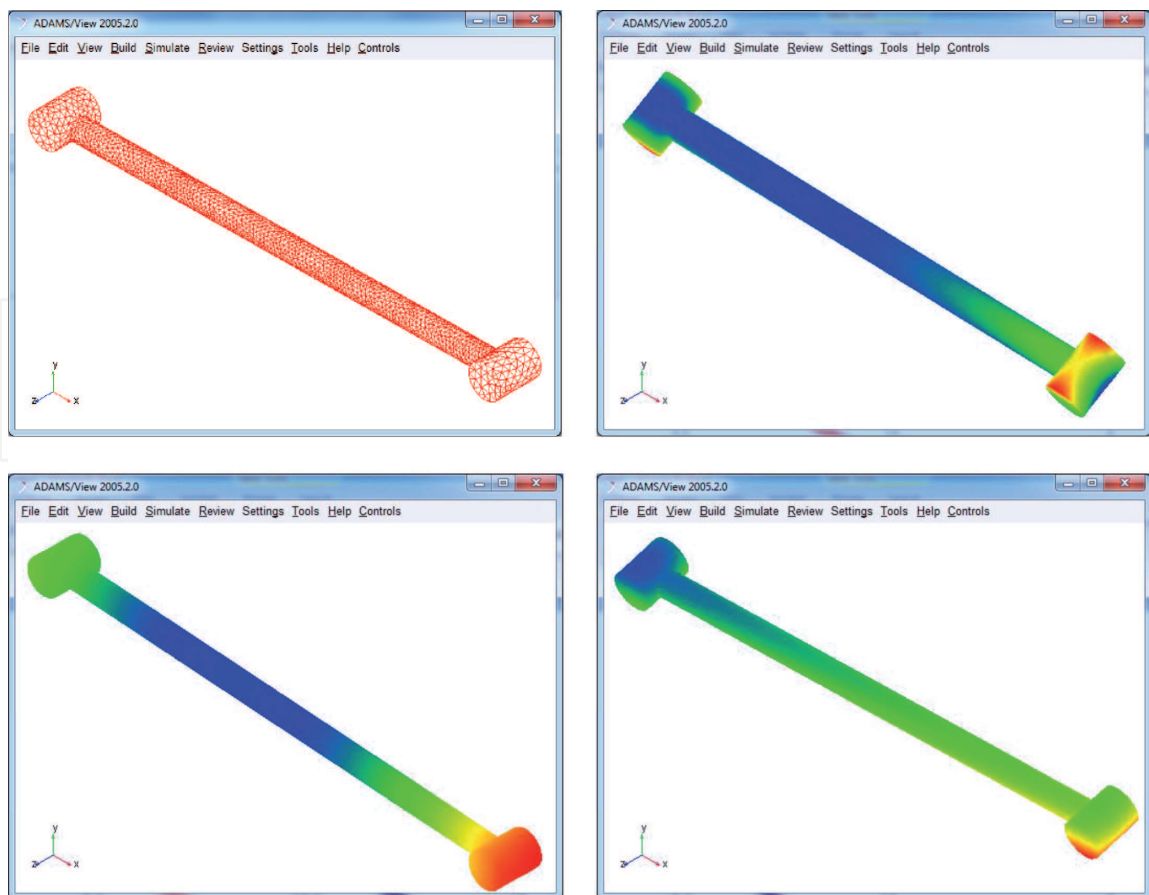 ADAMS/View 2005.2.0
File Edit View Build Simulate Review Settings Tools Help Controls
y
z x
ADAMS/View 2005.2.0
File Edit View Build Simulate Review Settings Tools Help Controls
y
z x
ADAMS/View 2005.2.0
File Edit View Build Simulate Review Settings Tools Help Controls
y
z x
ADAMS/View 2005.2.0
File Edit View Build Simulate Review Settings Tools Help Controls
y
z x